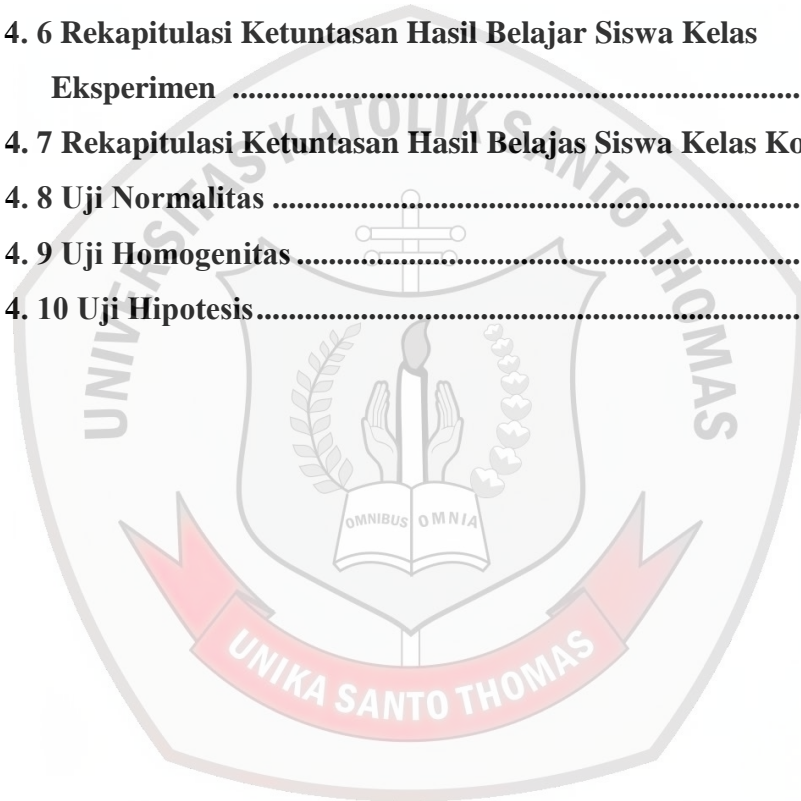 4. 6 Rekapitulasi Ketuntasan Hasil Belajar Siswa Kelas
Eksperimen ........................................................................
4. 7 Rekapitulasi Ketuntasan Hasil Belajas Siswa Kelas Ko
4. 8 Uji Normalitas ...................................................................
4. 9 Uji Homogenitas ................................................................
4. 10 Uji Hipotesis .....................................................................
UNIVERSITAS KATOLIK SANTO THOMAS
OMNIBUS OMNIA
UNIKA SANTO THOMAS